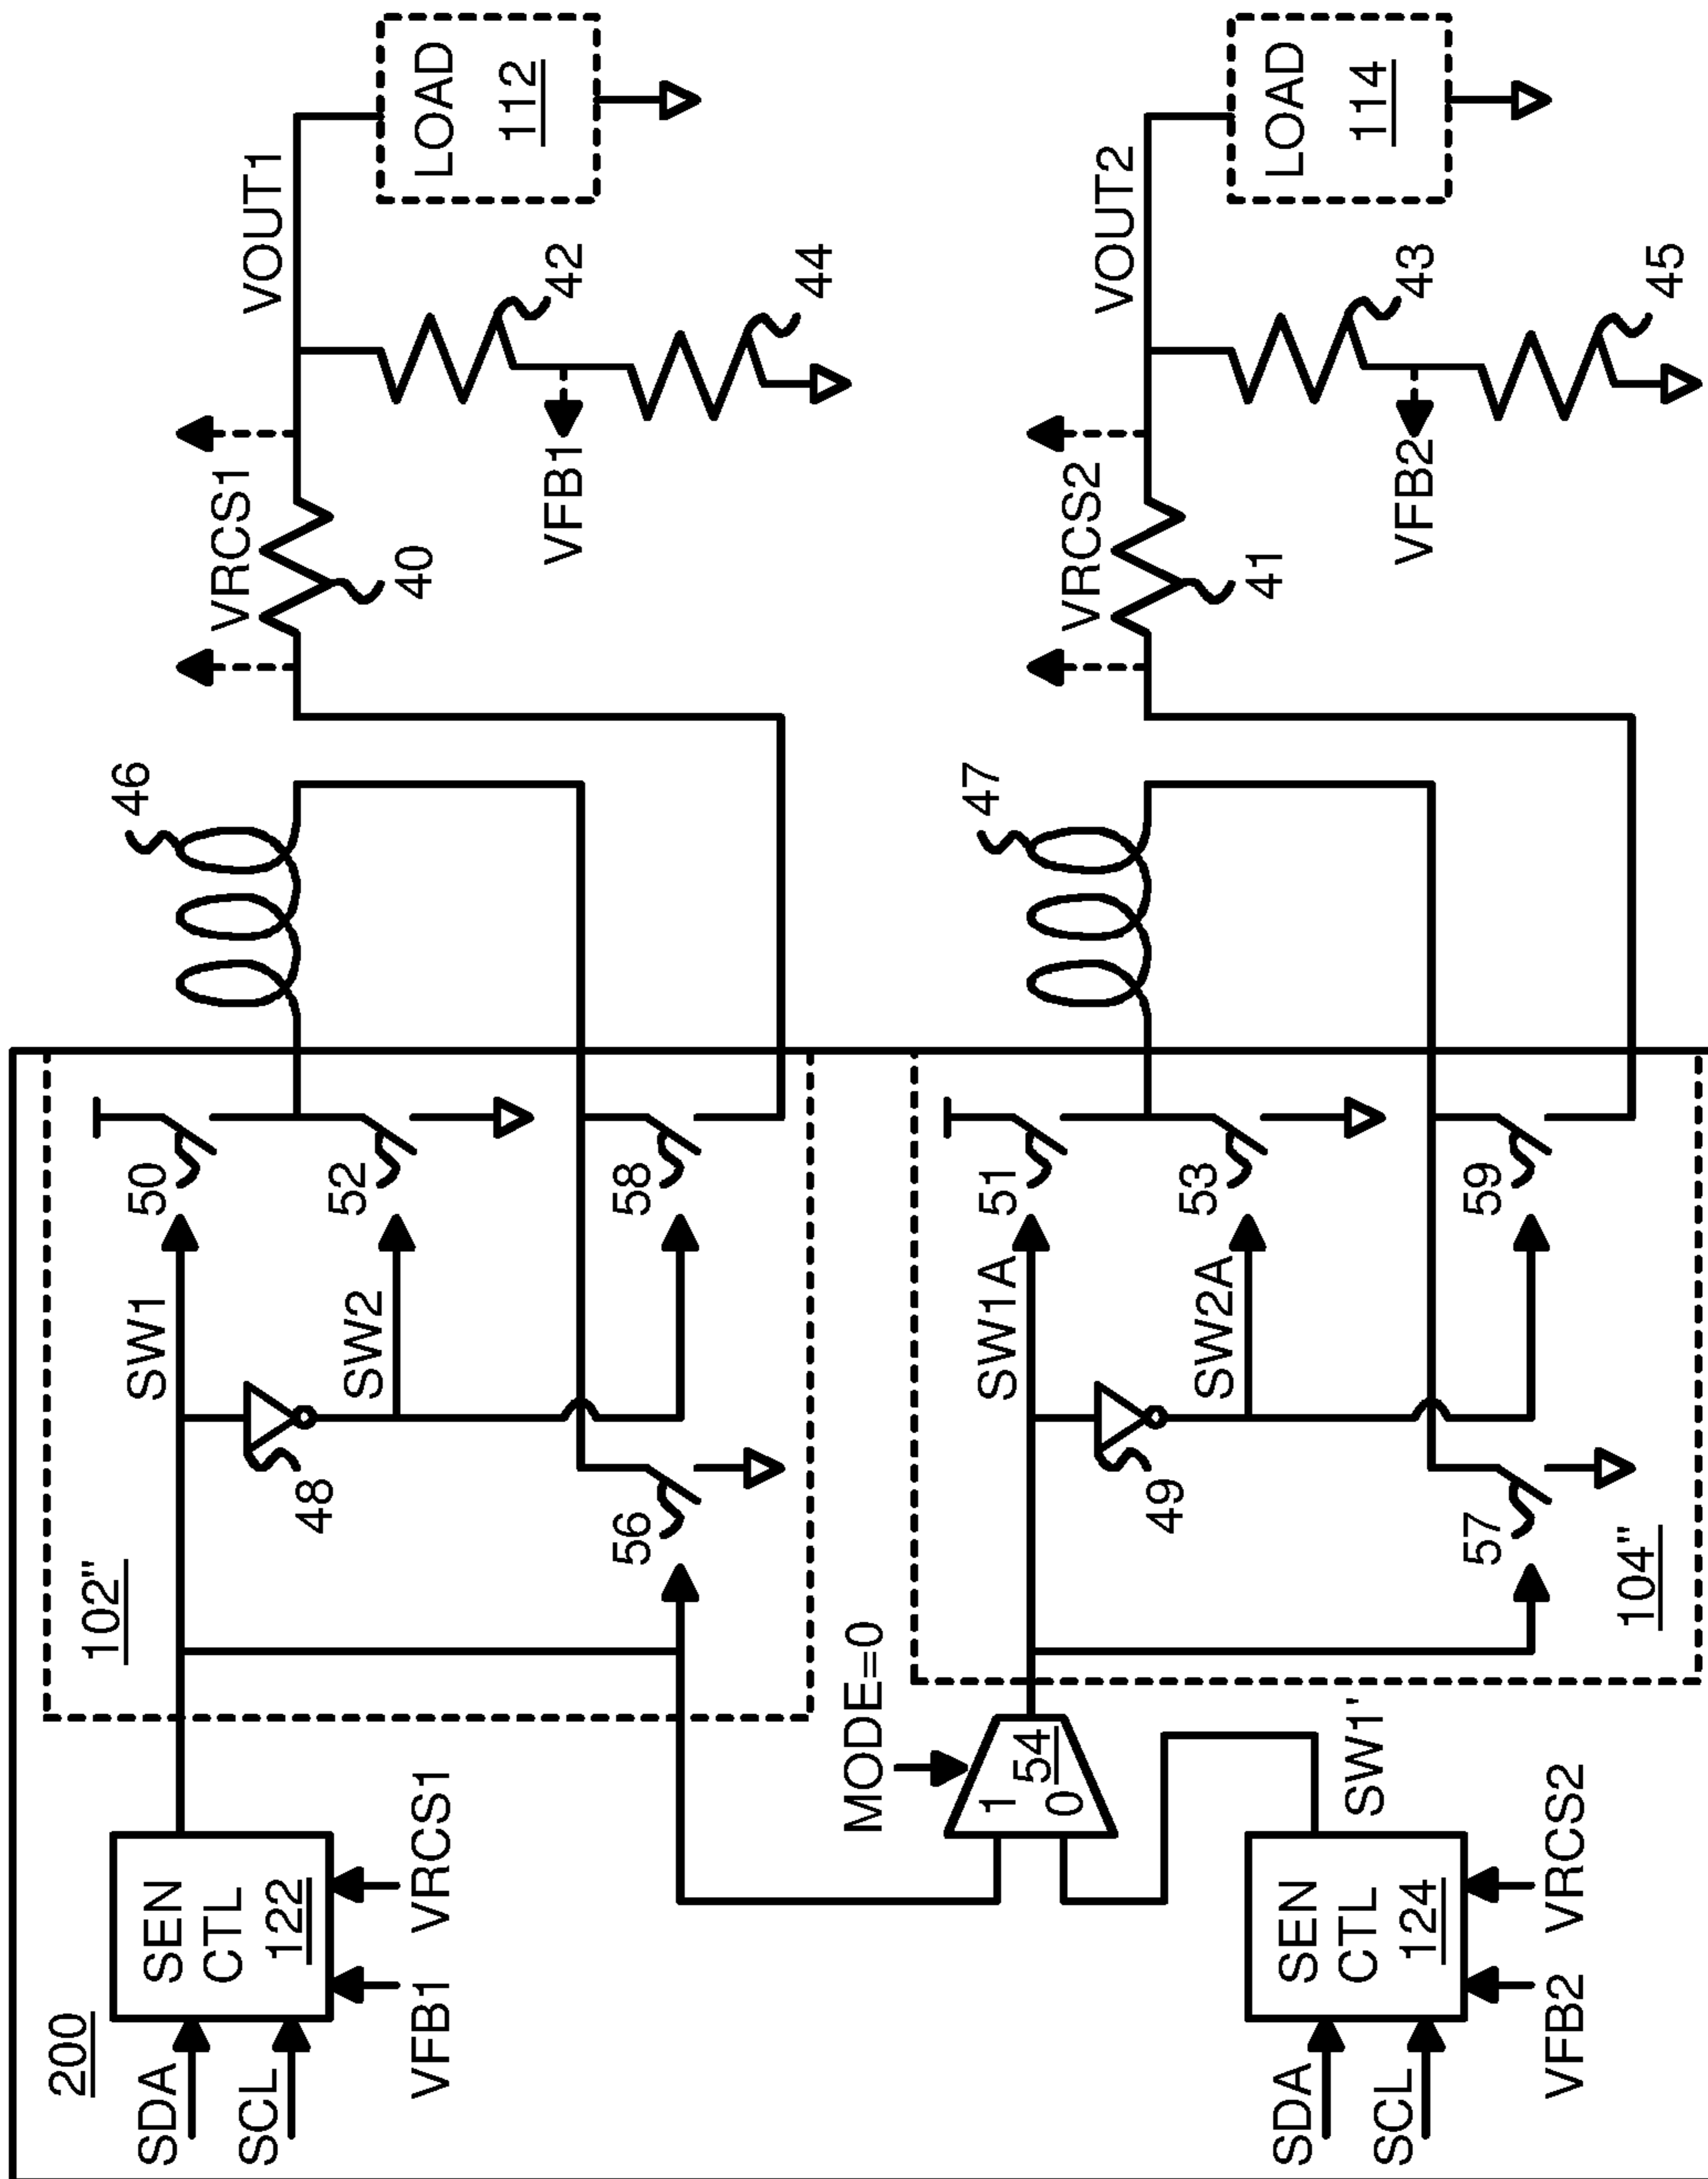 200
SDA
SCL
SEN
CTL
122
VFB1
VRCS1
102"
SW1
48
SW2
56
50
52
58
46
VRCS1
40
VFB1
VOUT1
42
44
LOAD
112
MODE=0
1
0
54
SW1'
SDA
SCL
SEN
CTL
124
VFB2
VRCS2
104"
SW1A
49
SW2A
57
51
53
59
47
VRCS2
41
VFB2
VOUT2
43
45
LOAD
114